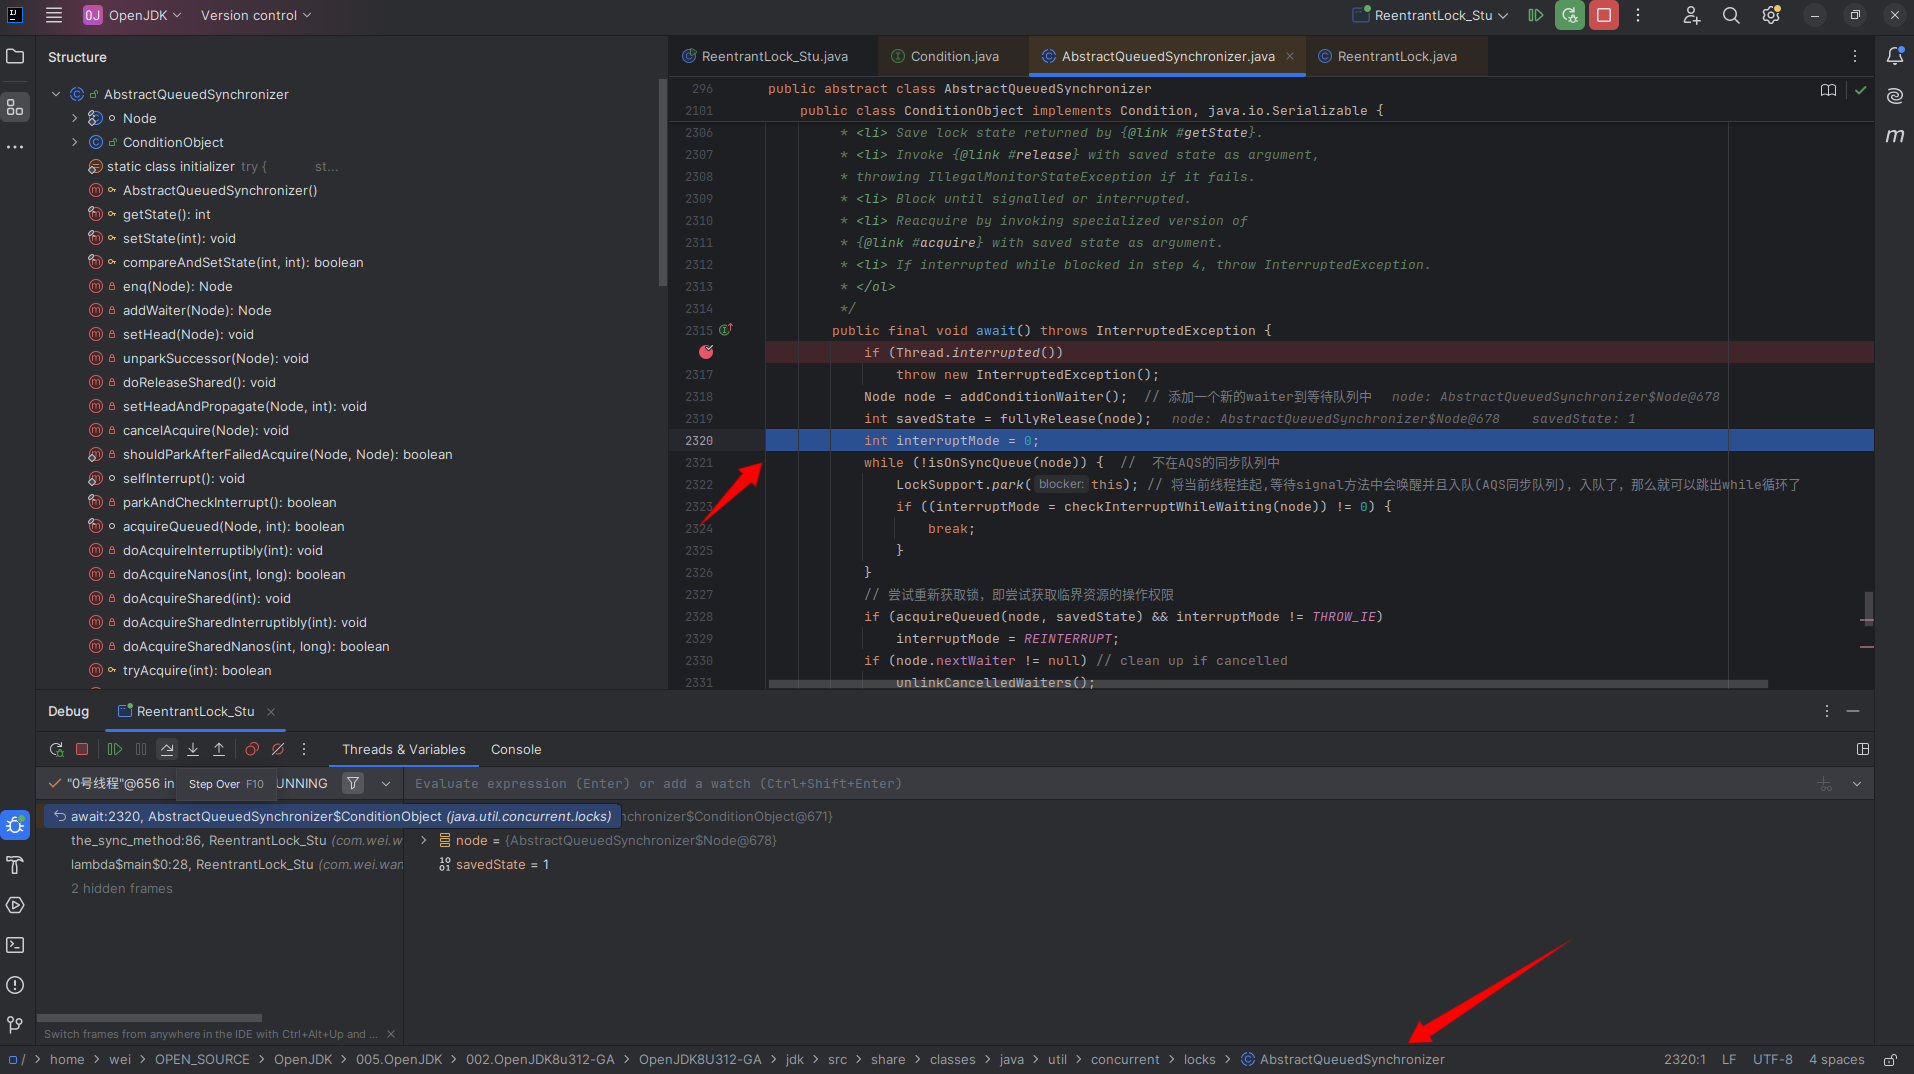 OJ OpenJDK Version control ReentrantLock_Stu
Structure
AbstractQueuedSynchronizer
Node
ConditionObject
static class initializer try { st...
AbstractQueuedSynchronizer()
getState(): int
setState(int): void
compareAndSetState(int, int): boolean
enq(Node): Node
addWaiter(Node): Node
setHead(Node): void
unparkSuccessor(Node): void
doReleaseShared(): void
setHeadAndPropagate(Node, int): void
cancelAcquire(Node): void
shouldParkAfterFailedAcquire(Node, Node): boolean
selfInterrupt(): void
parkAndCheckInterrupt(): boolean
acquireQueued(Node, int): boolean
doAcquireInterruptibly(int): void
doAcquireNanos(int, long): boolean
doAcquireShared(int): void
doAcquireSharedInterruptibly(int): void
doAcquireSharedNanos(int, long): boolean
tryAcquire(int): boolean
ReentrantLock_Stu.java Condition.java AbstractQueuedSynchronizer.java ReentrantLock.java
296 public abstract class AbstractQueuedSynchronizer
2101 public class ConditionObject implements Condition, java.io.Serializable {
2306 * <li> Save lock state returned by {@link #getState}.
2307 * <li> Invoke {@link #release} with saved state as argument,
2308 * throwing IllegalMonitorStateException if it fails.
2309 * <li> Block until signalled or interrupted.
2310 * <li> Reacquire by invoking specialized version of
2311 * {@link #acquire} with saved state as argument.
2312 * <li> If interrupted while blocked in step 4, throw InterruptedException.
2313 * </ol>
2314 */
2315 public final void await() throws InterruptedException {
if (Thread.interrupted())
2317 throw new InterruptedException();
2318 Node node = addConditionWaiter(); // 添加一个新的waiter到等待队列中 node: AbstractQueuedSynchronizer$Node@678
2319 int savedState = fullyRelease(node); node: AbstractQueuedSynchronizer$Node@678 savedState: 1
2320 int interruptMode = 0;
2321 while (!isOnSyncQueue(node)) { // 不在AQS的同步队列中
2322 LockSupport.park( blocker: this); // 将当前线程挂起,等待signal方法中会唤醒并且入队(AQS同步队列)，入队了，那么就可以跳出while循环了
2323 if ((interruptMode = checkInterruptWhileWaiting(node)) != 0) {
2324 break;
2325 }
2326 }
2327 // 尝试重新获取锁，即尝试获取临界资源的操作权限
2328 if (acquireQueued(node, savedState) && interruptMode != THROW_IE)
2329 interruptMode = REINTERRUPT;
2330 if (node.nextWaiter != null) // clean up if cancelled
2331 unlinkCancelledWaiters();
Debug ReentrantLock_Stu
Threads & Variables Console
"0号线程"@656 in Step Over F10 UNNING Evaluate expression (Enter) or add a watch (Ctrl+Shift+Enter)
await:2320, AbstractQueuedSynchronizer$ConditionObject (java.util.concurrent.locks) nchronizer$ConditionObject@671}
the_sync_method:86, ReentrantLock_Stu (com.wei.w node = {AbstractQueuedSynchronizer$Node@678}
lambda$main$0:28, ReentrantLock_Stu (com.wei.wan savedState = 1
2 hidden frames
Switch frames from anywhere in the IDE with Ctrl+Alt+Up and ...
/ home wei OPEN_SOURCE OpenJDK 005.OpenJDK 002.OpenJDK8u312-GA OpenJDK8U312-GA jdk src share classes java util concurrent locks AbstractQueuedSynchronizer 2320:1 LF UTF-8 4 spaces